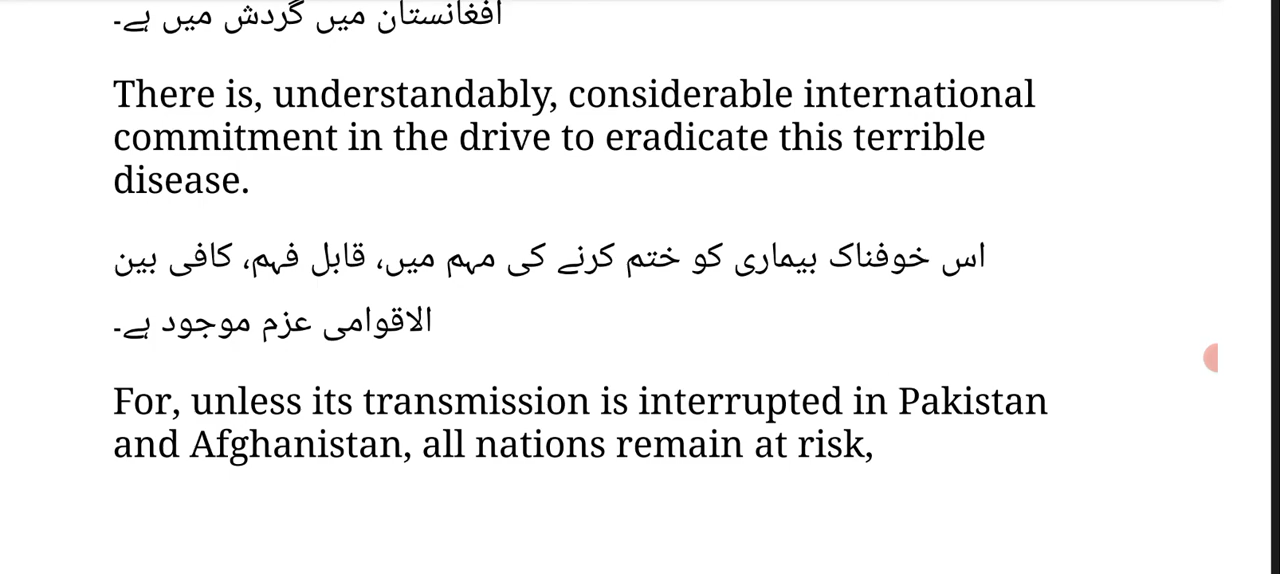 افغانستان میں گردش میں ہے۔
There is, understandably, considerable international
commitment in the drive to eradicate this terrible
disease.
اس خوفناک بیماری کو ختم کرنے کی مہم میں، قابل فہم، کافی بین
الاقوامی عزم موجود ہے۔
For, unless its transmission is interrupted in Pakistan
and Afghanistan, all nations remain at risk,